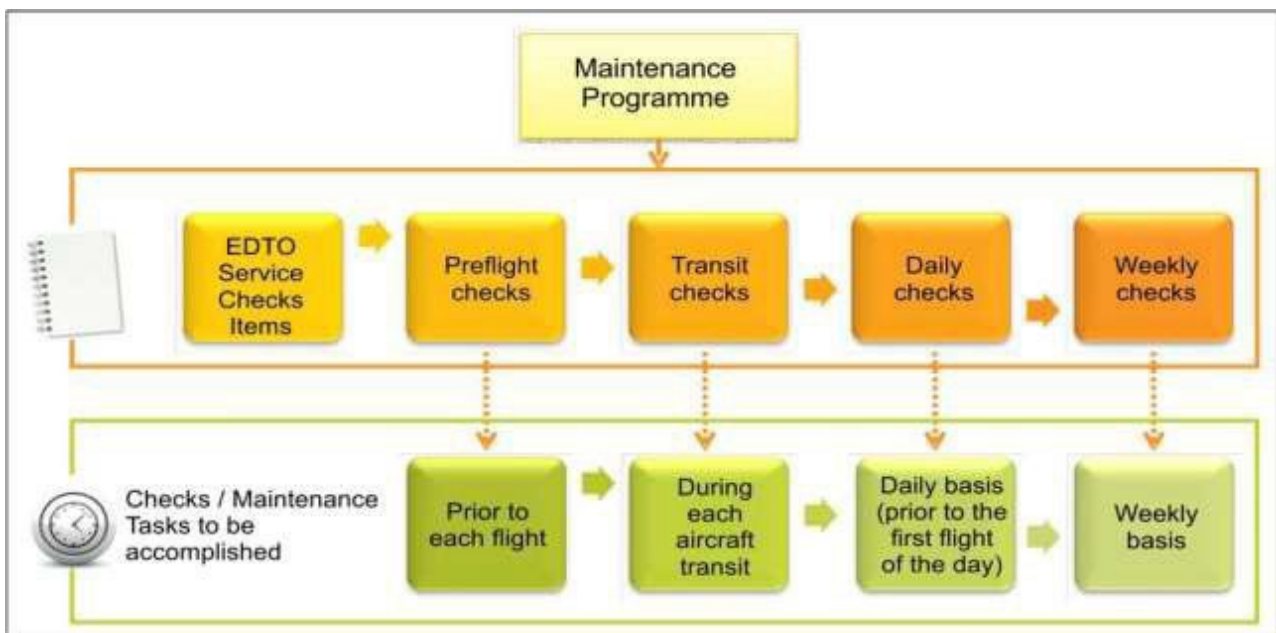 Maintenance
Programme
EDTO
Service
Checks
Items
Preflight
checks
Transit
checks
Daily
checks
Weekly
checks
Checks / Maintenance
Tasks to be
accomplished
Prior to
each flight
During
each
aircraft
transit
Daily basis
(prior to the
first flight
of the day)
Weekly
basis